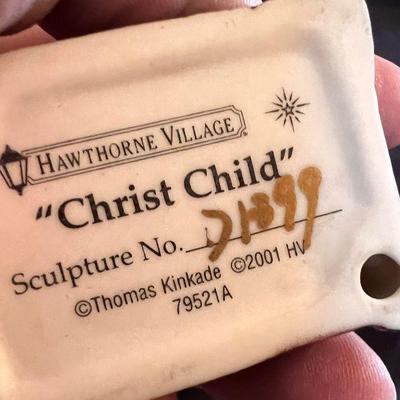 HAWTHORNE VILLAGE
"Christ Child"
Sculpture No. 71899
©Thomas Kinkade ©2001 HV
79521A